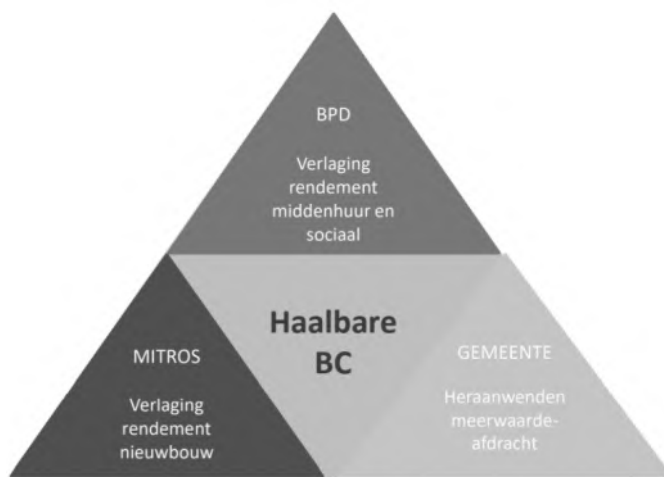 BPD
Verlaging
rendement
middenhuur en
sociaal
Haalbare
BC
MITROS
Verlaging
rendement
nieuwbouw
GEMEENTE
Heraanwenden
meerwaarde-
afdracht